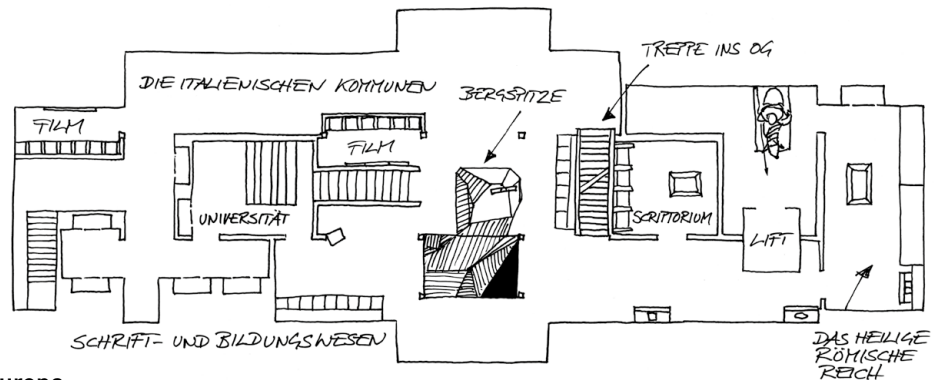 TREPPE INS OG
DIE ITALIENISCHEN KOMMUNEN
BERGSPITZE
FILM
FILM
UNIVERSITÄT
SCRIPTORIUM
LIFT
SCHRIFT- UND BILDUNGSWESEN
DAS HEILIGE
RÖMISCHE
REICH